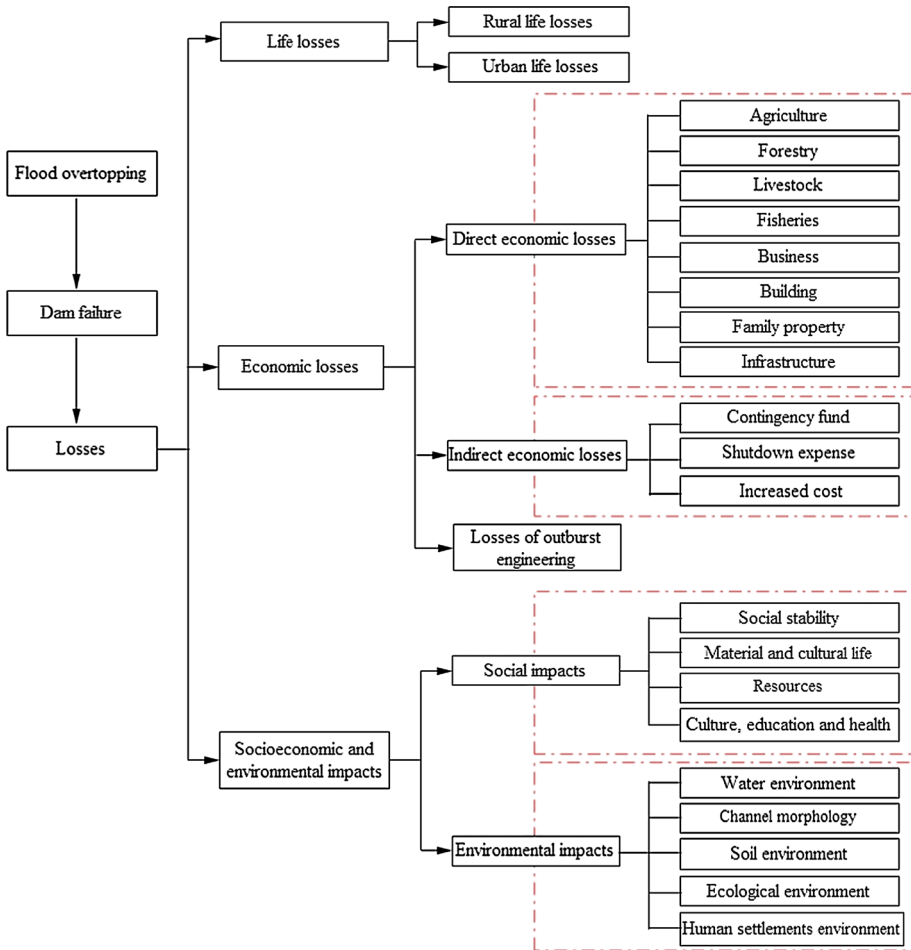 Flood overtopping
Dam failure
Losses
Life losses
Rural life losses
Urban life losses
Economic losses
Direct economic losses
Agriculture
Forestry
Livestock
Fisheries
Business
Building
Family property
Infrastructure
Indirect economic losses
Contingency fund
Shutdown expense
Increased cost
Losses of outburst
engineering
Socioeconomic and
environmental impacts
Social impacts
Social stability
Material and cultural life
Resources
Culture, education and health
Environmental impacts
Water environment
Channel morphology
Soil environment
Ecological environment
Human settlements environment